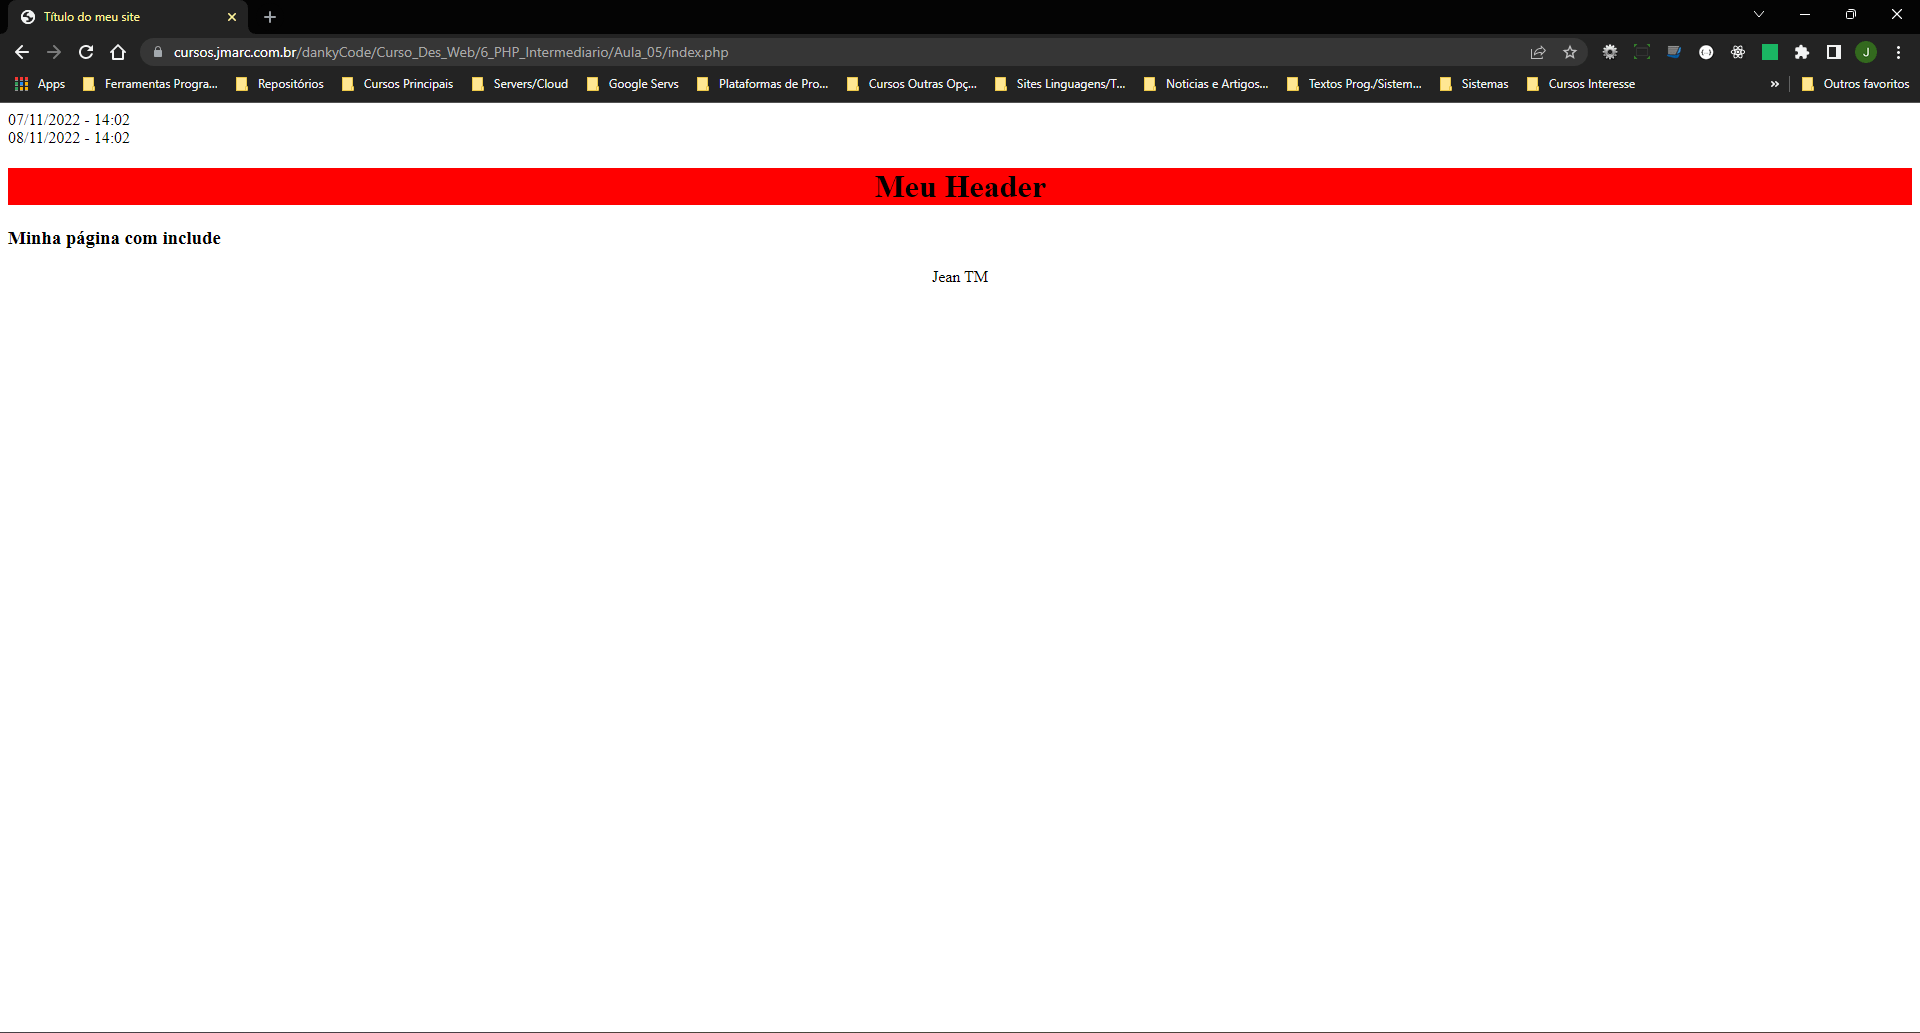 Título do meu site
cursos.jmarc.com.br/dankyCode/Curso_Des_Web/6_PHP_Intermediario/Aula_05/index.php
J
Apps Ferramentas Progra... Repositórios Cursos Principais Servers/Cloud Google Servs Plataformas de Pro... Cursos Outras Opç... Sites Linguagens/T... Noticias e Artigos... Textos Prog./Sistem... Sistemas Cursos Interesse » Outros favoritos
07/11/2022 - 14:02
08/11/2022 - 14:02
Meu Header
Minha página com include
Jean TM